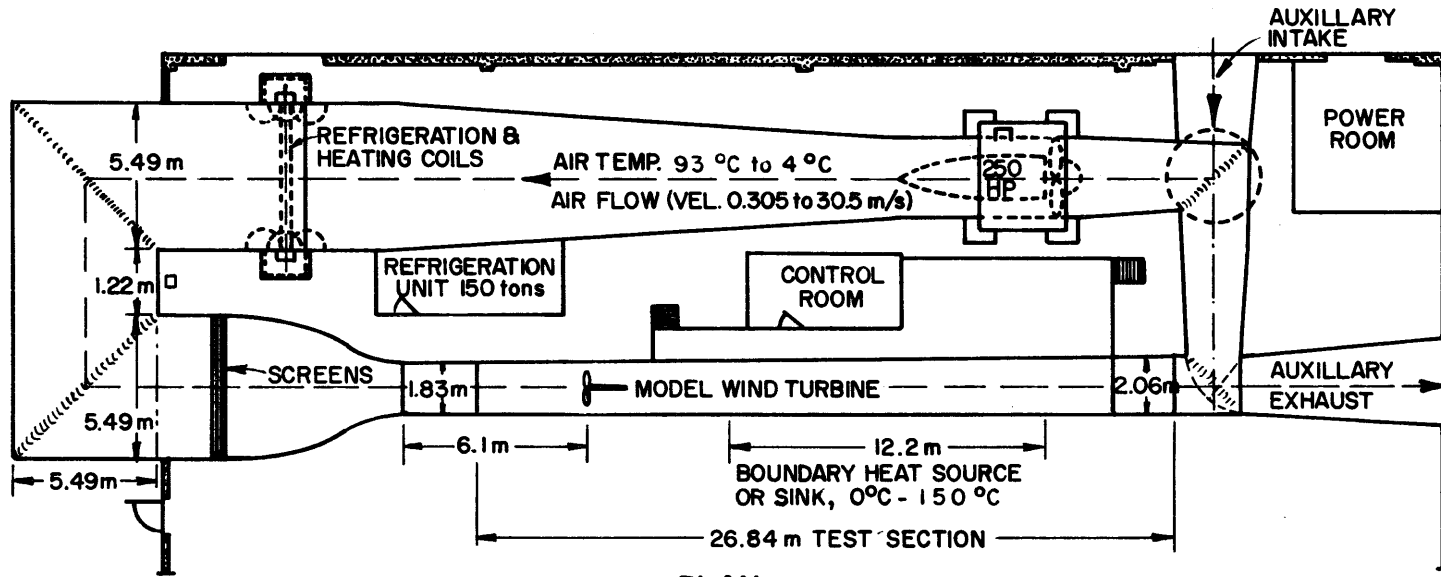 AUXILLARY
INTAKE
POWER
ROOM
5.49 m
REFRIGERATION &
HEATING COILS
AIR TEMP. 93 °C to 4 °C
AIR FLOW (VEL. 0.305 to 30.5 m/s)
250
HP
1.22 m
REFRIGERATION
UNIT 150 tons
CONTROL
ROOM
SCREENS
1.83m
MODEL WIND TURBINE
2.06m
AUXILLARY
EXHAUST
5.49 m
5.49m
6.1m
12.2 m
BOUNDARY HEAT SOURCE
OR SINK, 0°C - 150 °C
26.84 m TEST SECTION